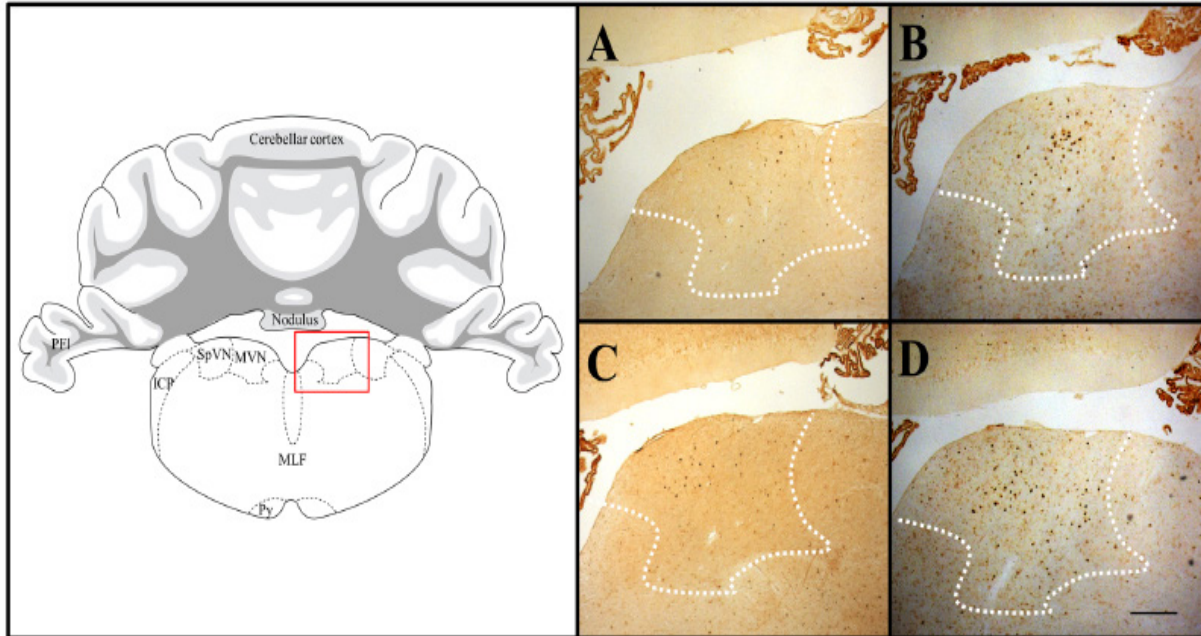 Cerebellar cortex
Nodulus
PFl
SpVN
MVN
ICP
MLF
Py
A
B
C
D